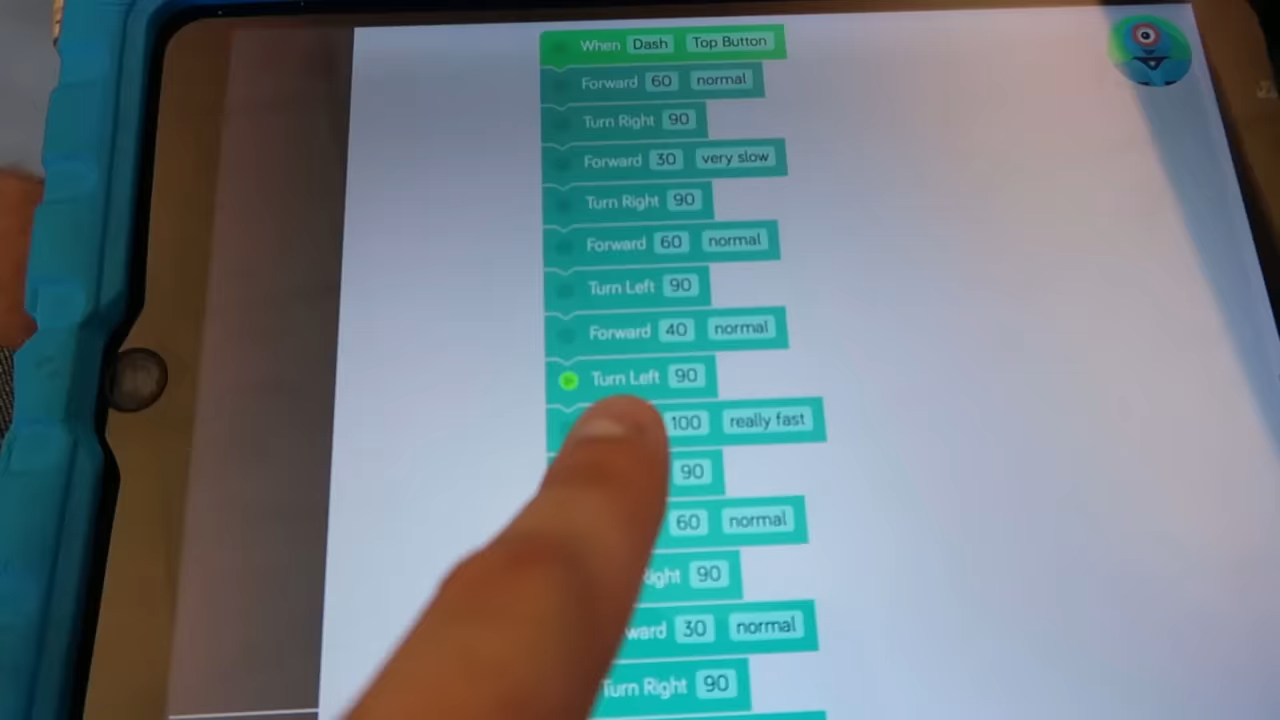 When Dash Top Button
Forward 60 normal
Turn Right 90
Forward 30 very slow
Turn Right 90
Forward 60 normal
Turn Left 90
Forward 40 normal
Turn Left 90
100 really fast
90
60 normal
Right 90
ward 30 normal
Turn Right 90